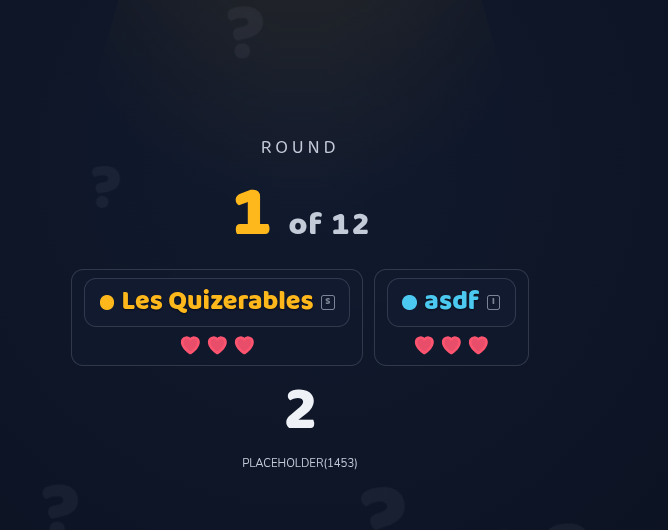 ROUND
1 of 12
Les Quizerables S
asdf I
2
PLACEHOLDER(1453)